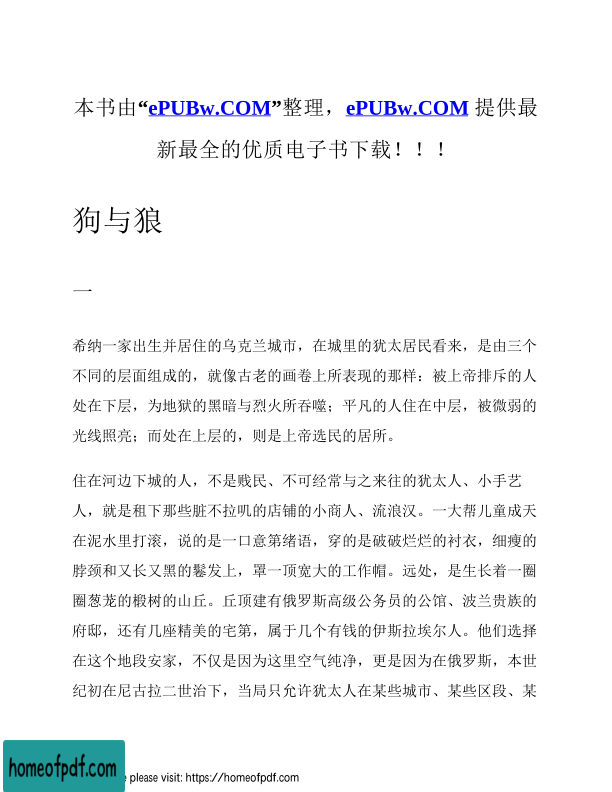 本书由“ePUBw.COM”整理，ePUBw.COM 提供最
新最全的优质电子书下载！！！
狗与狼
一
希纳一家出生并居住的乌克兰城市，在城里的犹太居民看来，是由三个
不同的层面组成的，就像古老的画卷上所表现的那样：被上帝排斥的人
处在下层，为地狱的黑暗与烈火所吞噬；平凡的人住在中层，被微弱的
光线照亮；而处在上层的，则是上帝选民的居所。
住在河边下城的人，不是贱民、不可经常与之来往的犹太人、小手艺
人，就是租下那些脏不拉叽的店铺的小商人、流浪汉。一大帮儿童成天
在泥水里打滚，说的是一口意第绪语，穿的是破破烂烂的衬衣，细瘦的
脖颈和又长又黑的鬈发上，罩一顶宽大的工作帽。远处，是生长着一圈
圈葱茏的椴树的山丘。丘顶建有俄罗斯高级公务员的公馆、波兰贵族的
府邸，还有几座精美的宅第，属于几个有钱的伊斯拉埃尔人。他们选择
在这个地段安家，不仅是因为这里空气纯净，更是因为在俄罗斯，本世
纪初在尼古拉二世治下，当局只允许犹太人在某些城市、某些区段、某
homeofpdf.com
e please visit: https://homeofpdf.com